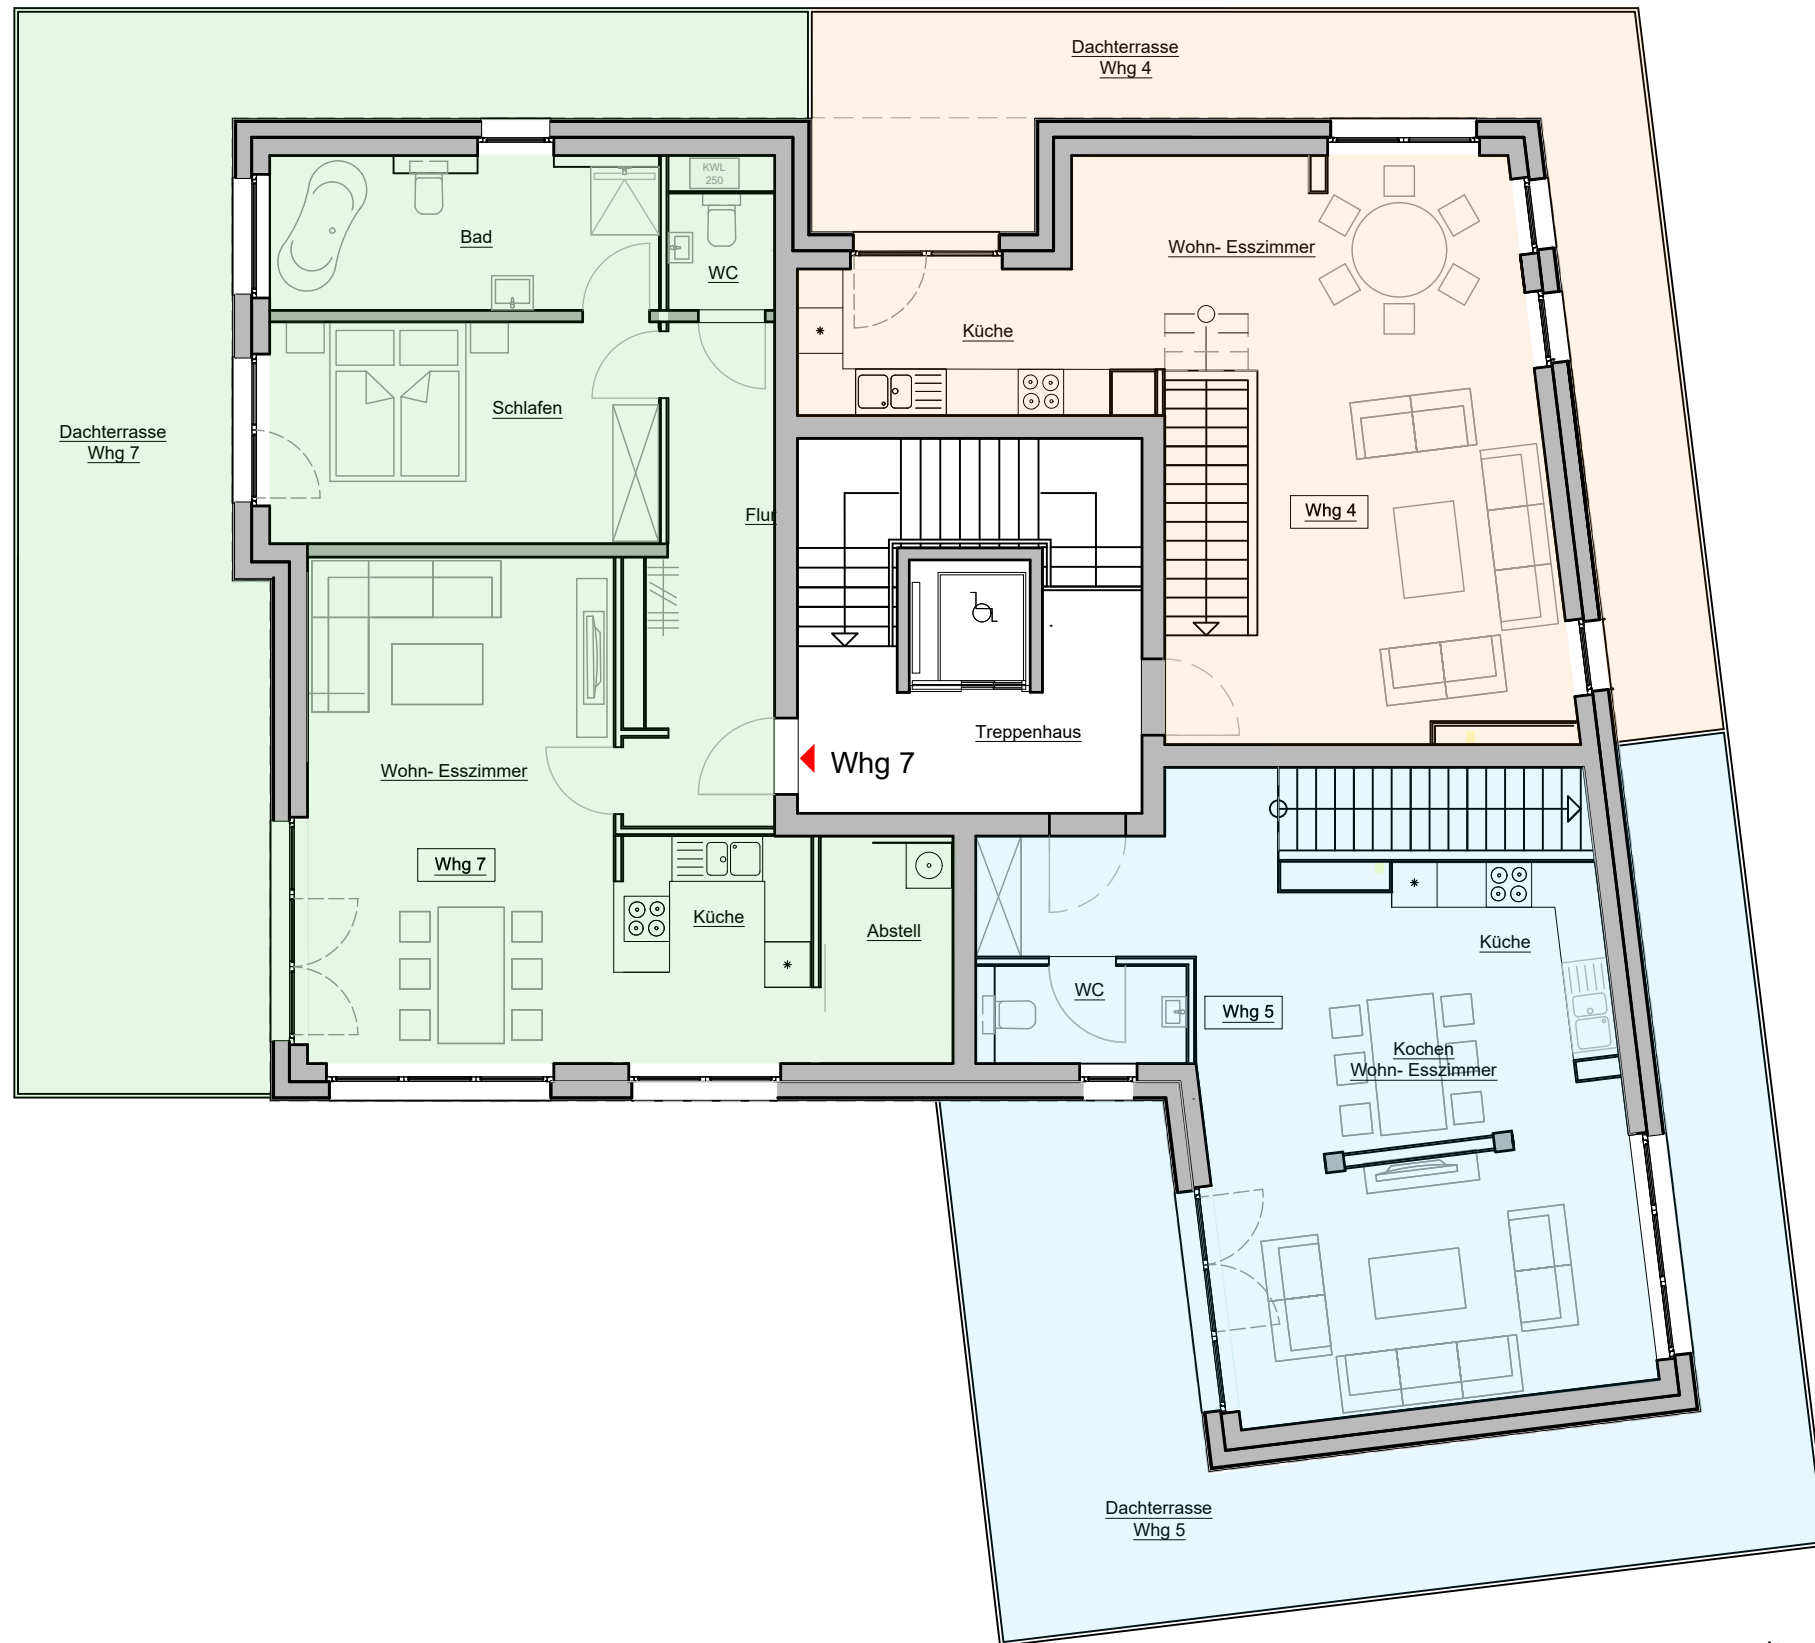 Dachterrasse
Whg 4
KWL
250
Bad
WC
Wohn- Esszimmer
Küche
Schlafen
Dachterrasse
Whg 7
Flur
Whg 4
Treppenhaus
Whg 7
Wohn- Esszimmer
Whg 7
Küche
Abstell
Küche
WC
Whg 5
Kochen
Wohn- Esszimmer
Dachterrasse
Whg 5